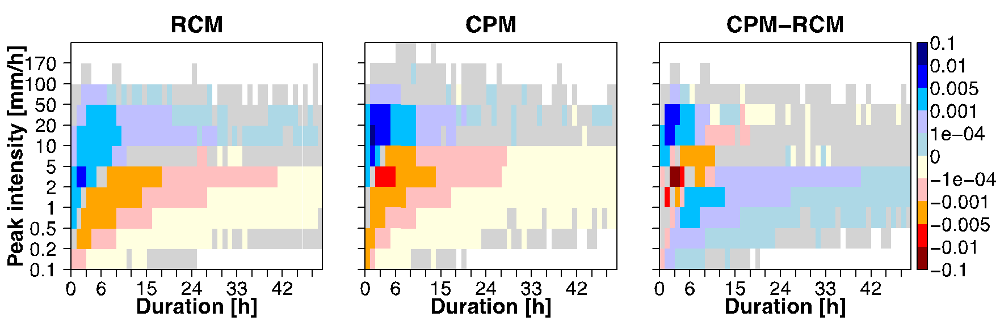 RCM CPM CPM−RCM
Peak intensity [mm/h]
170
100
50
20
10
5
2
1
0.5
0.2
0.1
0 6 15 24 33 42
0 6 15 24 33 42
0 6 15 24 33 42
Duration [h] Duration [h] Duration [h]
0.1
0.01
0.005
0.001
1e−04
0
−1e−04
−0.001
−0.005
−0.01
−0.1